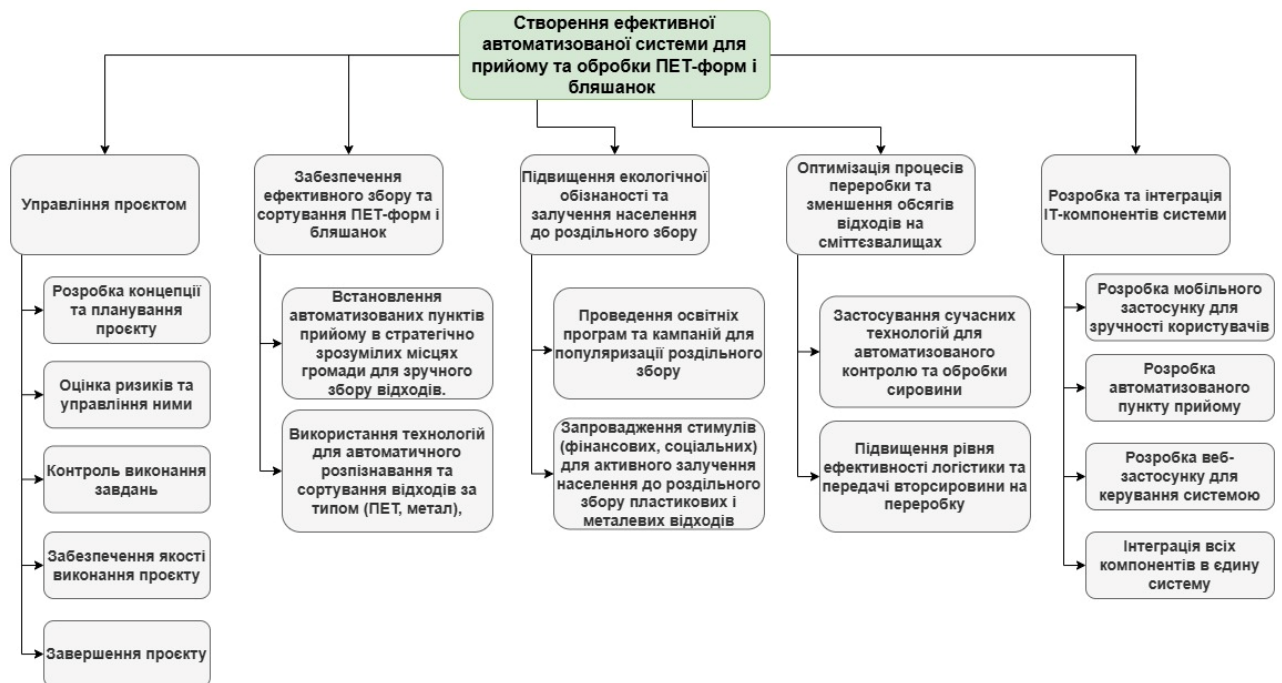 Створення ефективної
автоматизованої системи для
прийому та обробки ПЕТ-форм і
бляшанок
Управління проєктом
Розробка концепції
та планування
проєкту
Оцінка ризиків та
управління ними
Контроль виконання
завдань
Забезпечення якості
виконання проєкту
Завершення проєкту
Забезпечення
ефективного збору та
сортування ПЕТ-форм і
бляшанок
Встановлення
автоматизованих пунктів
прийому в стратегічно
зрозумілих місцях
громади для зручного
збору відходів.
Використання технологій
для автоматичного
розпізнавання та
сортування відходів за
типом (ПЕТ, метал),
Підвищення екологічної
обізнаності та
залучення населення
до роздільного збору
Проведення освітніх
програм та кампаній для
популяризації роздільного
збору
Запровадження стимулів
(фінансових, соціальних)
для активного залучення
населення до роздільного
збору пластикових і
металевих відходів
Оптимізація процесів
переробки та
зменшення обсягів
відходів на
сміттєзвалищах
Застосування сучасних
технологій для
автоматизованого
контролю та обробки
сировини
Підвищення рівня
ефективності логістики та
передачі вторсировини на
переробку
Розробка та інтеграція
ІТ-компонентів системи
Розробка мобільного
застосунку для
зручності користувачів
Розробка
автоматизованого
пункту прийому
Розробка веб-
застосунку для
керування системою
Інтеграція всіх
компонентів в єдину
систему